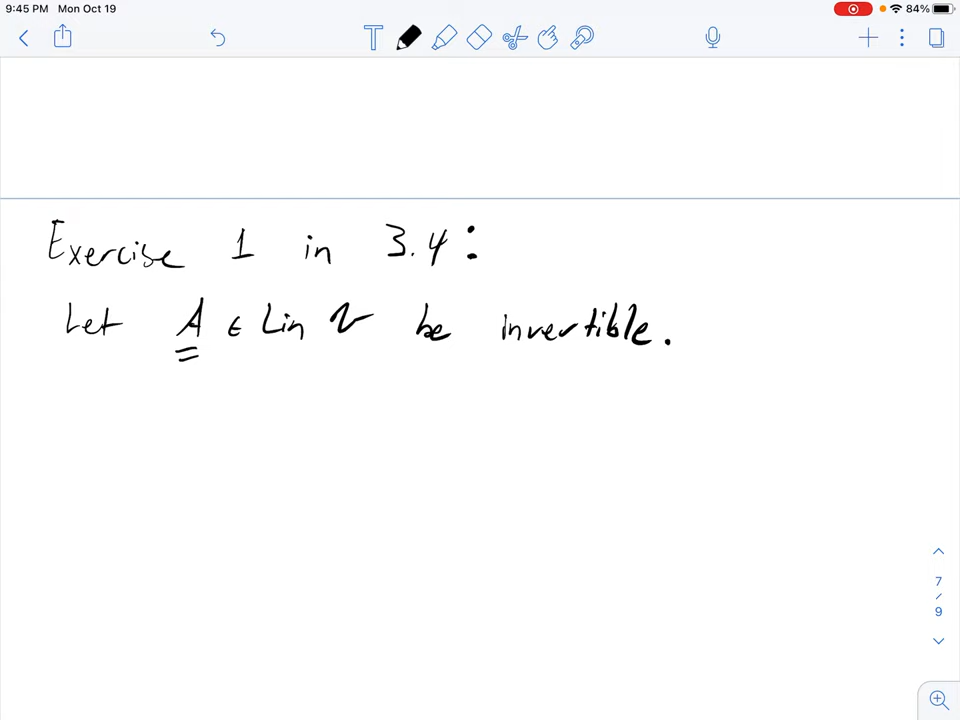 9:45 PM Mon Oct 19
84%
T
Exercise 1 in 3.4:
Let A ∈ Lin V be invertible.
7
/
9